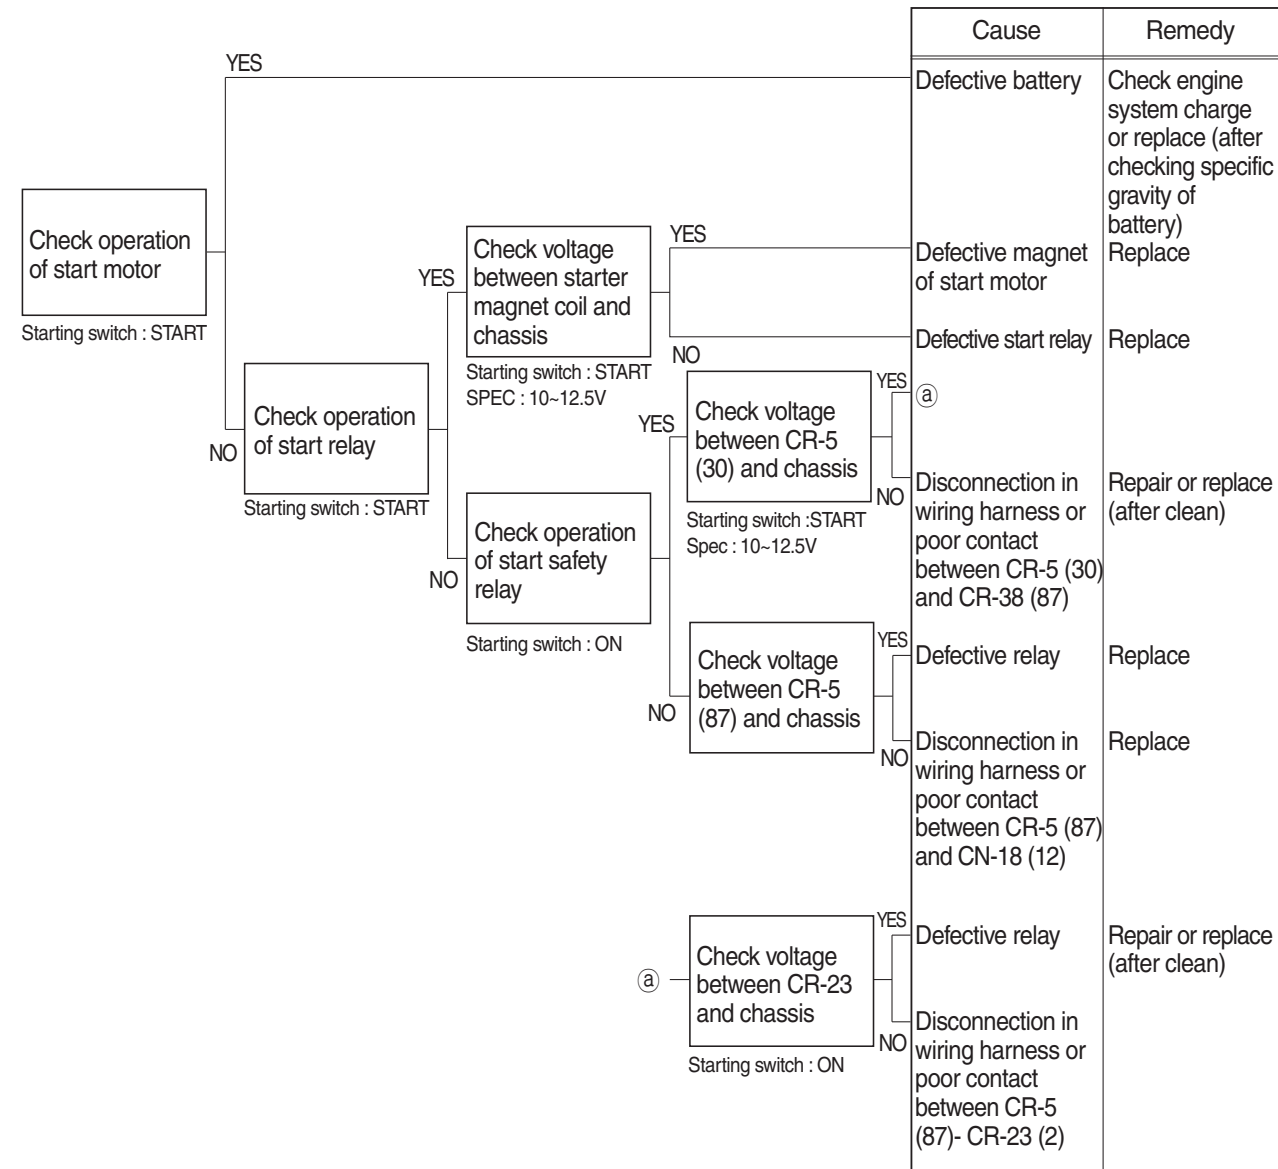 Cause
Remedy
YES
Defective battery
Check engine
system charge
or replace (after
checking specific
gravity of
battery)
Check operation
of start motor
Starting switch : START
YES
Check voltage
between starter
magnet coil and
chassis
Starting switch : START
SPEC : 10~12.5V
YES
Defective magnet
of start motor
Replace
NO
Defective start relay
Replace
NO
Check operation
of start relay
Starting switch : START
YES
Check voltage
between CR-5
(30) and chassis
Starting switch :START
Spec : 10~12.5V
YES
ⓐ
NO
Disconnection in
wiring harness or
poor contact
between CR-5 (30)
and CR-38 (87)
Repair or replace
(after clean)
NO
Check operation
of start safety
relay
Starting switch : ON
NO
Check voltage
between CR-5
(87) and chassis
YES
Defective relay
Replace
NO
Disconnection in
wiring harness or
poor contact
between CR-5 (87)
and CN-18 (12)
Replace
ⓐ
Check voltage
between CR-23
and chassis
Starting switch : ON
YES
Defective relay
Repair or replace
(after clean)
NO
Disconnection in
wiring harness or
poor contact
between CR-5
(87)- CR-23 (2)